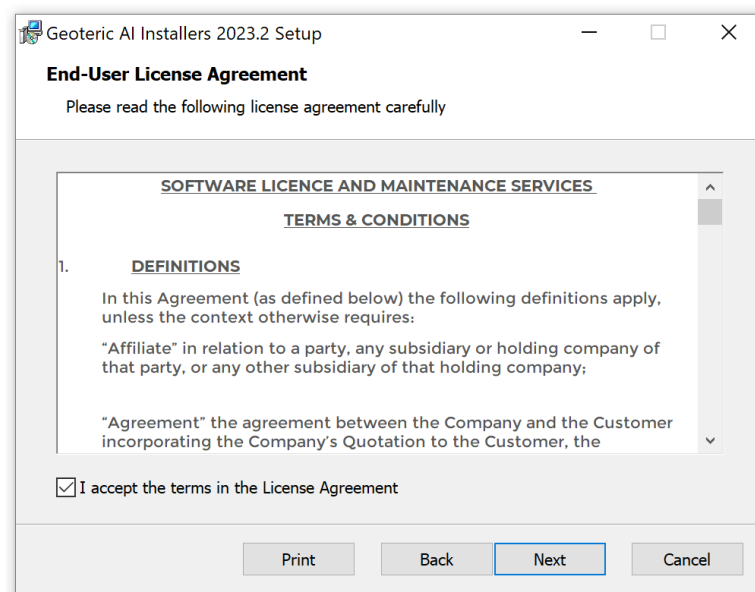 Geoteric AI Installers 2023.2 Setup
End-User License Agreement
Please read the following license agreement carefully
SOFTWARE LICENCE AND MAINTENANCE SERVICES
TERMS & CONDITIONS
1. DEFINITIONS
In this Agreement (as defined below) the following definitions apply,
unless the context otherwise requires:
“Affiliate” in relation to a party, any subsidiary or holding company of
that party, or any other subsidiary of that holding company;
“Agreement” the agreement between the Company and the Customer
incorporating the Company’s Quotation to the Customer, the
I accept the terms in the License Agreement
Print Back Next Cancel